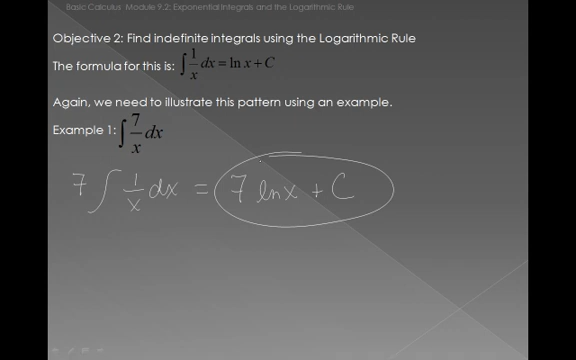 Basic Calculus: Module 9.2: Exponential Integrals and the Logarithmic Rule
Objective 2: Find indefinite integrals using the Logarithmic Rule
The formula for this is: ∫ 1/x dx = ln x + C
Again, we need to illustrate this pattern using an example.
Example 1: ∫ 7/x dx
7 ∫ 1/x dx = 7 ln x + C